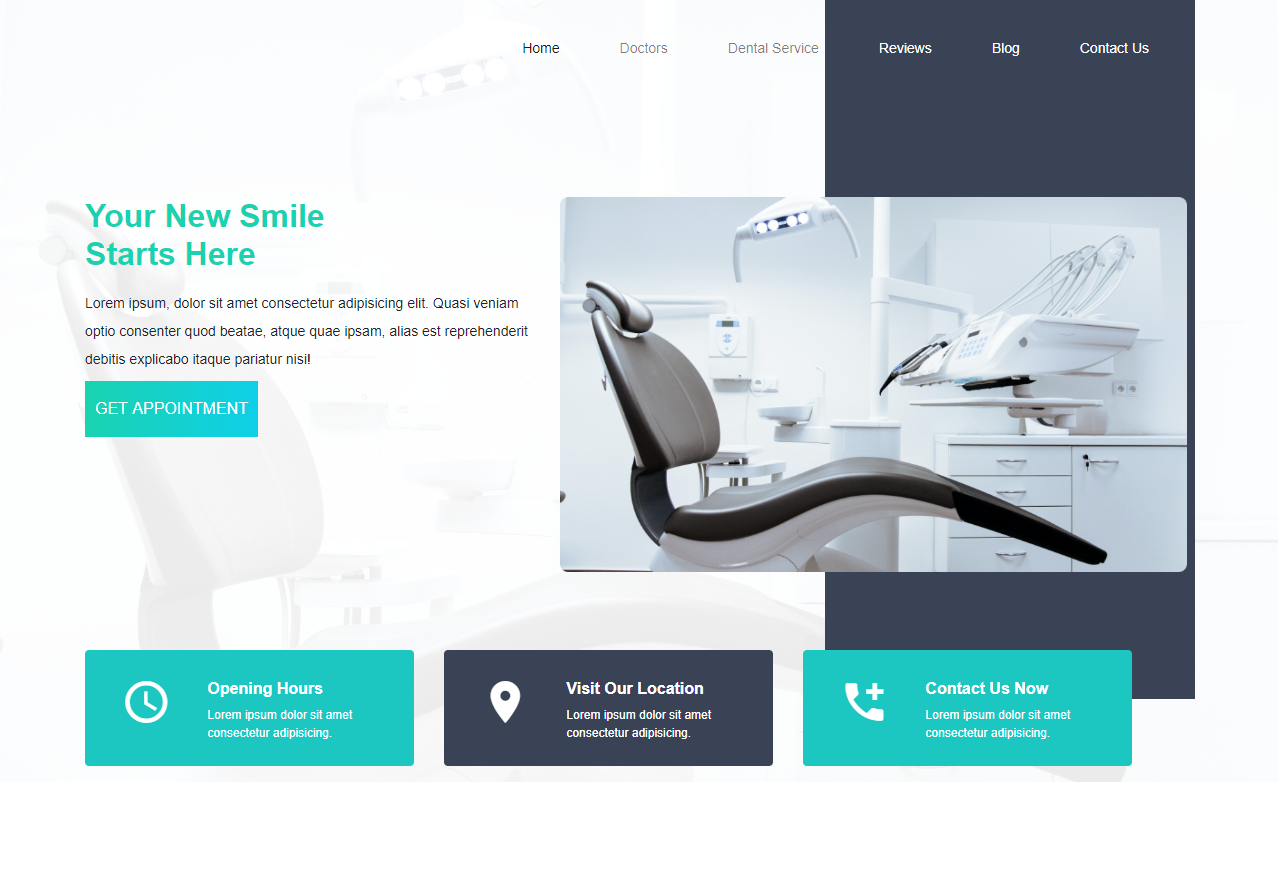 Home Doctors Dental Service Reviews Blog Contact Us
Your New Smile
Starts Here
Lorem ipsum, dolor sit amet consectetur adipisicing elit. Quasi veniam
optio consenter quod beatae, atque quae ipsam, alias est reprehenderit
debitis explicabo itaque pariatur nisi!
GET APPOINTMENT
Opening Hours
Lorem ipsum dolor sit amet
consectetur adipisicing.
Visit Our Location
Lorem ipsum dolor sit amet
consectetur adipisicing.
Contact Us Now
Lorem ipsum dolor sit amet
consectetur adipisicing.